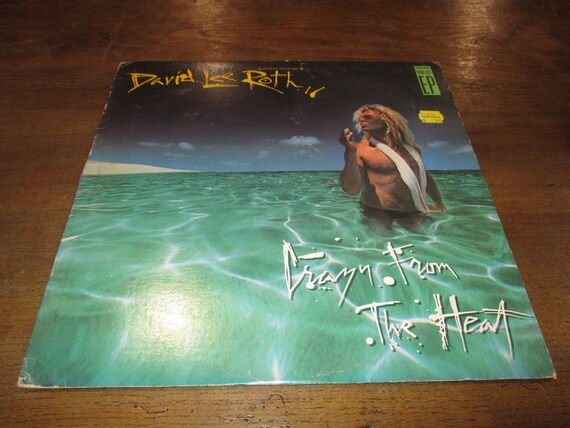 David Lee Roth
EP
Crazy From
The Heat